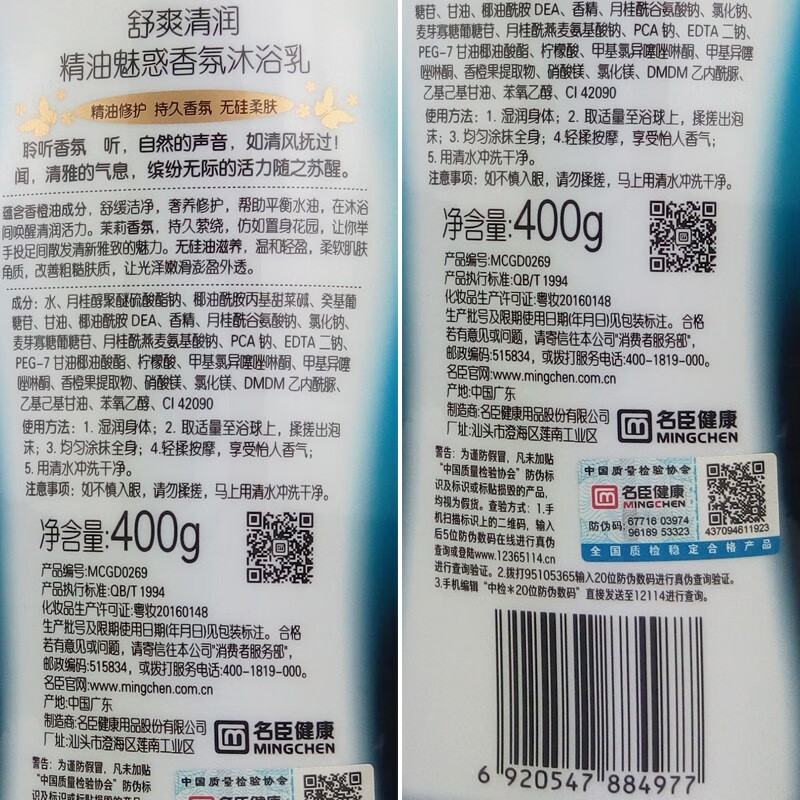 舒爽清润
精油魅惑香氛沐浴乳
精油修护 持久香氛 无硅柔肤
聆听香氛 听，自然的声音，如清风抚过！
闻，清雅的气息，缤纷无际的活力随之苏醒。
蕴含香橙油成分，舒缓洁净，奢养修护，帮助平衡水油，在沐浴
间唤醒清润活力。茉莉香氛，持久萦绕，仿如置身花园，让你举
手投足间散发清新雅致的魅力。无硅油滋养，温和轻盈，柔软肌肤
角质，改善粗糙肤质，让光泽嫩滑澎盈外透。
成分：水、月桂醇聚醚硫酸酯钠、椰油酰胺丙基甜菜碱、癸基葡
糖苷、甘油、椰油酰胺 DEA、香精、月桂酰谷氨酸钠、氯化钠、
麦芽寡糖葡糖苷、月桂酰燕麦氨基酸钠、PCA 钠、EDTA 二钠、
PEG-7 甘油椰油酸酯、柠檬酸、甲基氯异噻唑啉酮、甲基异噻
唑啉酮、香橙果提取物、硝酸镁、氯化镁、DMDM 乙内酰脲、
乙基己基甘油、苯氧乙醇、CI 42090
使用方法：1. 湿润身体；2. 取适量至浴球上，揉搓出泡
沫；3. 均匀涂抹全身；4.轻揉按摩，享受怡人香气；
5. 用清水冲洗干净。
注意事项：如不慎入眼，请勿揉搓，马上用清水冲洗干净。
净含量:400g
产品编号:MCGD0269
产品执行标准:QB/T 1994
化妆品生产许可证:粤妆20160148
生产批号及限期使用日期(年月日)见包装标注。合格
若有意见或问题，请寄信往本公司"消费者服务部"，
邮政编码:515834，或拨打服务电话:400-1819-000。
名臣官网:www.mingchen.com.cn
产地:中国广东
制造商:名臣健康用品股份有限公司
厂址:汕头市澄海区莲南工业区
名臣健康
MINGCHEN
警告：为谨防假冒，凡未加贴
"中国质量检验协会"防伪标
识及标识或标贴损毁的产品，
中国质量检验协会
名臣健康
糖苷、甘油、椰油酰胺 DEA、香精、月桂酰谷氨酸钠、氯化钠、
麦芽寡糖葡糖苷、月桂酰燕麦氨基酸钠、PCA 钠、EDTA 二钠、
PEG-7 甘油椰油酸酯、柠檬酸、甲基氯异噻唑啉酮、甲基异噻
唑啉酮、香橙果提取物、硝酸镁、氯化镁、DMDM 乙内酰脲、
乙基己基甘油、苯氧乙醇、CI 42090
使用方法：1. 湿润身体；2. 取适量至浴球上，揉搓出泡
沫；3. 均匀涂抹全身；4.轻揉按摩，享受怡人香气；
5. 用清水冲洗干净。
注意事项：如不慎入眼，请勿揉搓，马上用清水冲洗干净。
净含量:400g
产品编号:MCGD0269
产品执行标准:QB/T 1994
化妆品生产许可证:粤妆20160148
生产批号及限期使用日期(年月日)见包装标注。合格
若有意见或问题，请寄信往本公司"消费者服务部"，
邮政编码:515834，或拨打服务电话:400-1819-000。
名臣官网:www.mingchen.com.cn
产地:中国广东
制造商:名臣健康用品股份有限公司
厂址:汕头市澄海区莲南工业区
名臣健康
MINGCHEN
警告：为谨防假冒，凡未加贴
"中国质量检验协会"防伪标
识及标识或标贴损毁的产品，
均视为假货。查验方式：1.手
机扫描标识上的二维码，输入
后5位防伪数码在线进行真伪
查询或登陆www.12365114.cn
进行查询验证。2.拨打95105365输入20位防伪数码进行真伪查询验证。
3.手机编辑"中检*20位防伪数码"直接发送至12114进行查询。
中国质量检验协会
名臣健康
MINGCHEN
防伪码: 67716 03974
96189 53323
437094611923
全国质检稳定合格产品
6 920547 884977